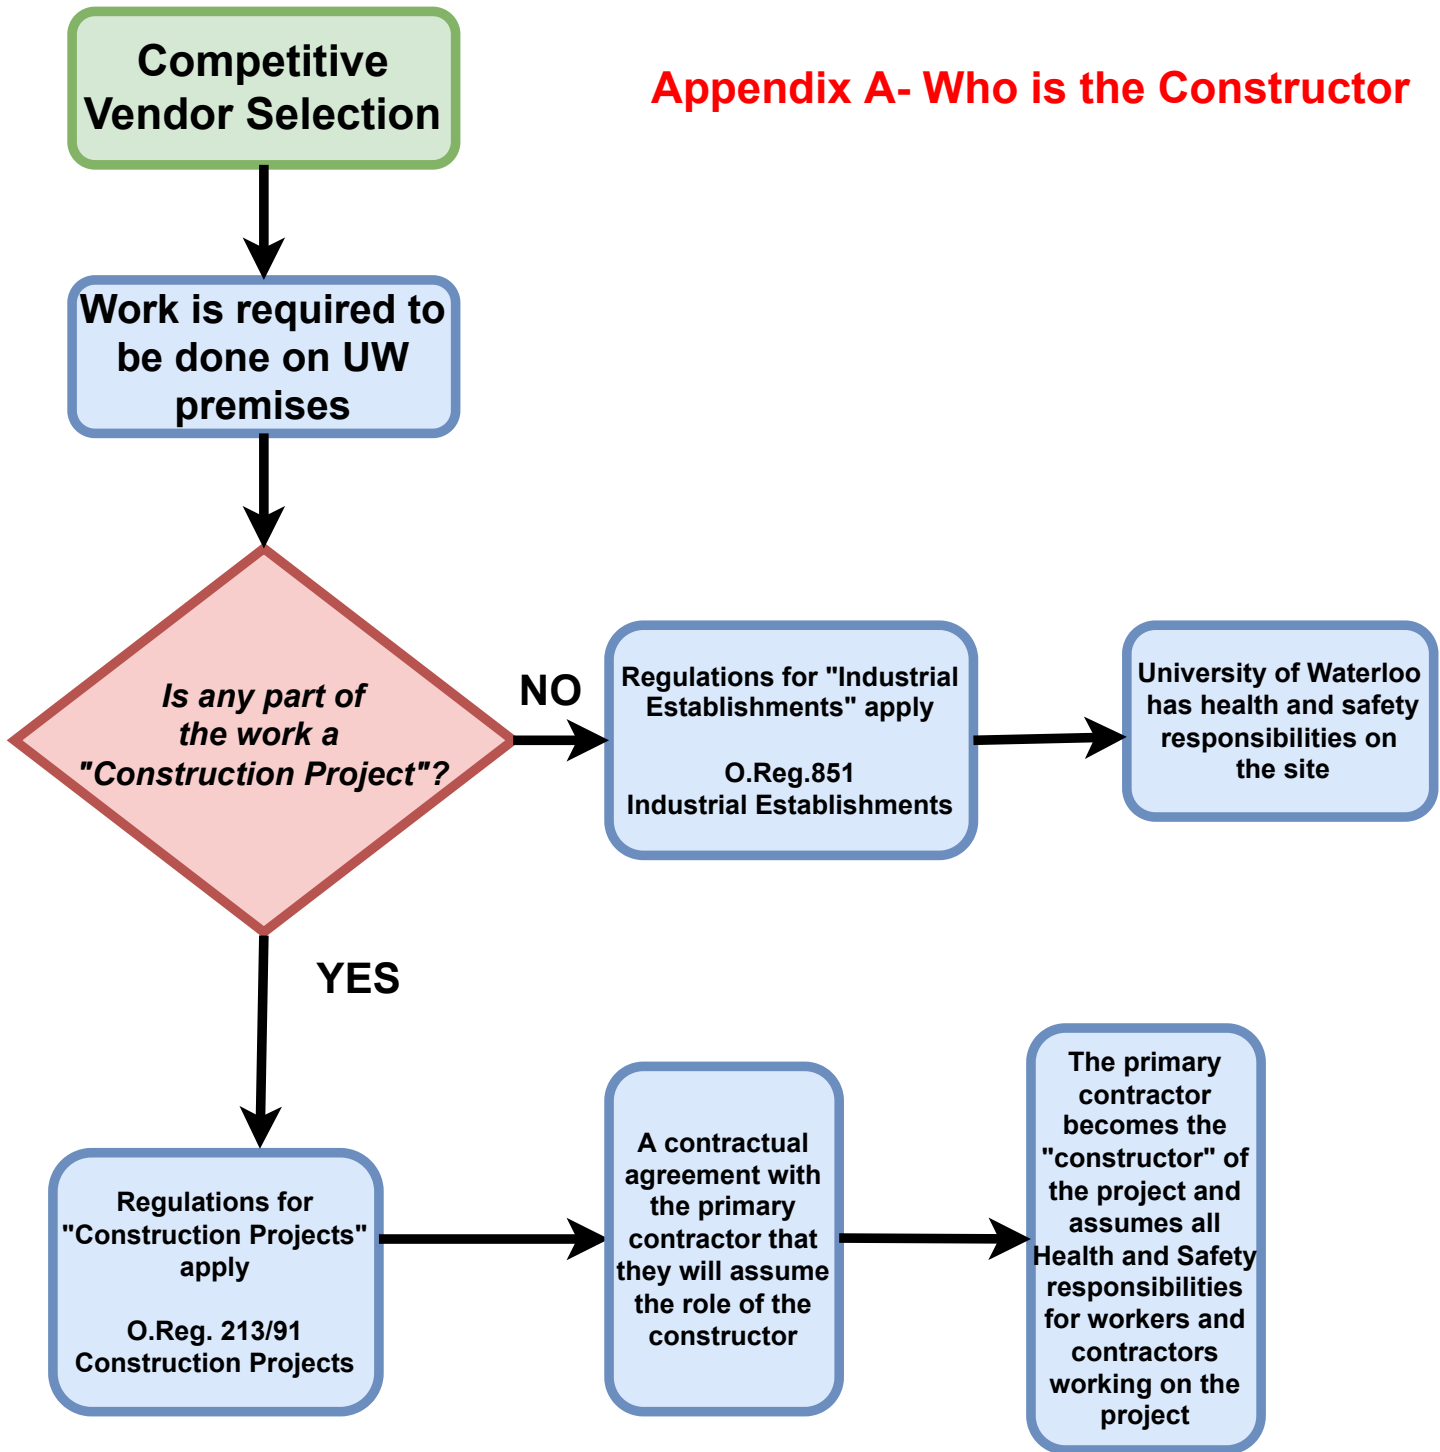 Competitive
Vendor Selection
Appendix A- Who is the Constructor
Work is required to
be done on UW
premises
Is any part of
the work a
"Construction Project"?
NO
Regulations for "Industrial
Establishments" apply
O.Reg.851
Industrial Establishments
University of Waterloo
has health and safety
responsibilities on
the site
YES
Regulations for
"Construction Projects"
apply
O.Reg. 213/91
Construction Projects
A contractual
agreement with
the primary
contractor that
they will assume
the role of the
constructor
The primary
contractor
becomes the
"constructor" of
the project and
assumes all
Health and Safety
responsibilities
for workers and
contractors
working on the
project